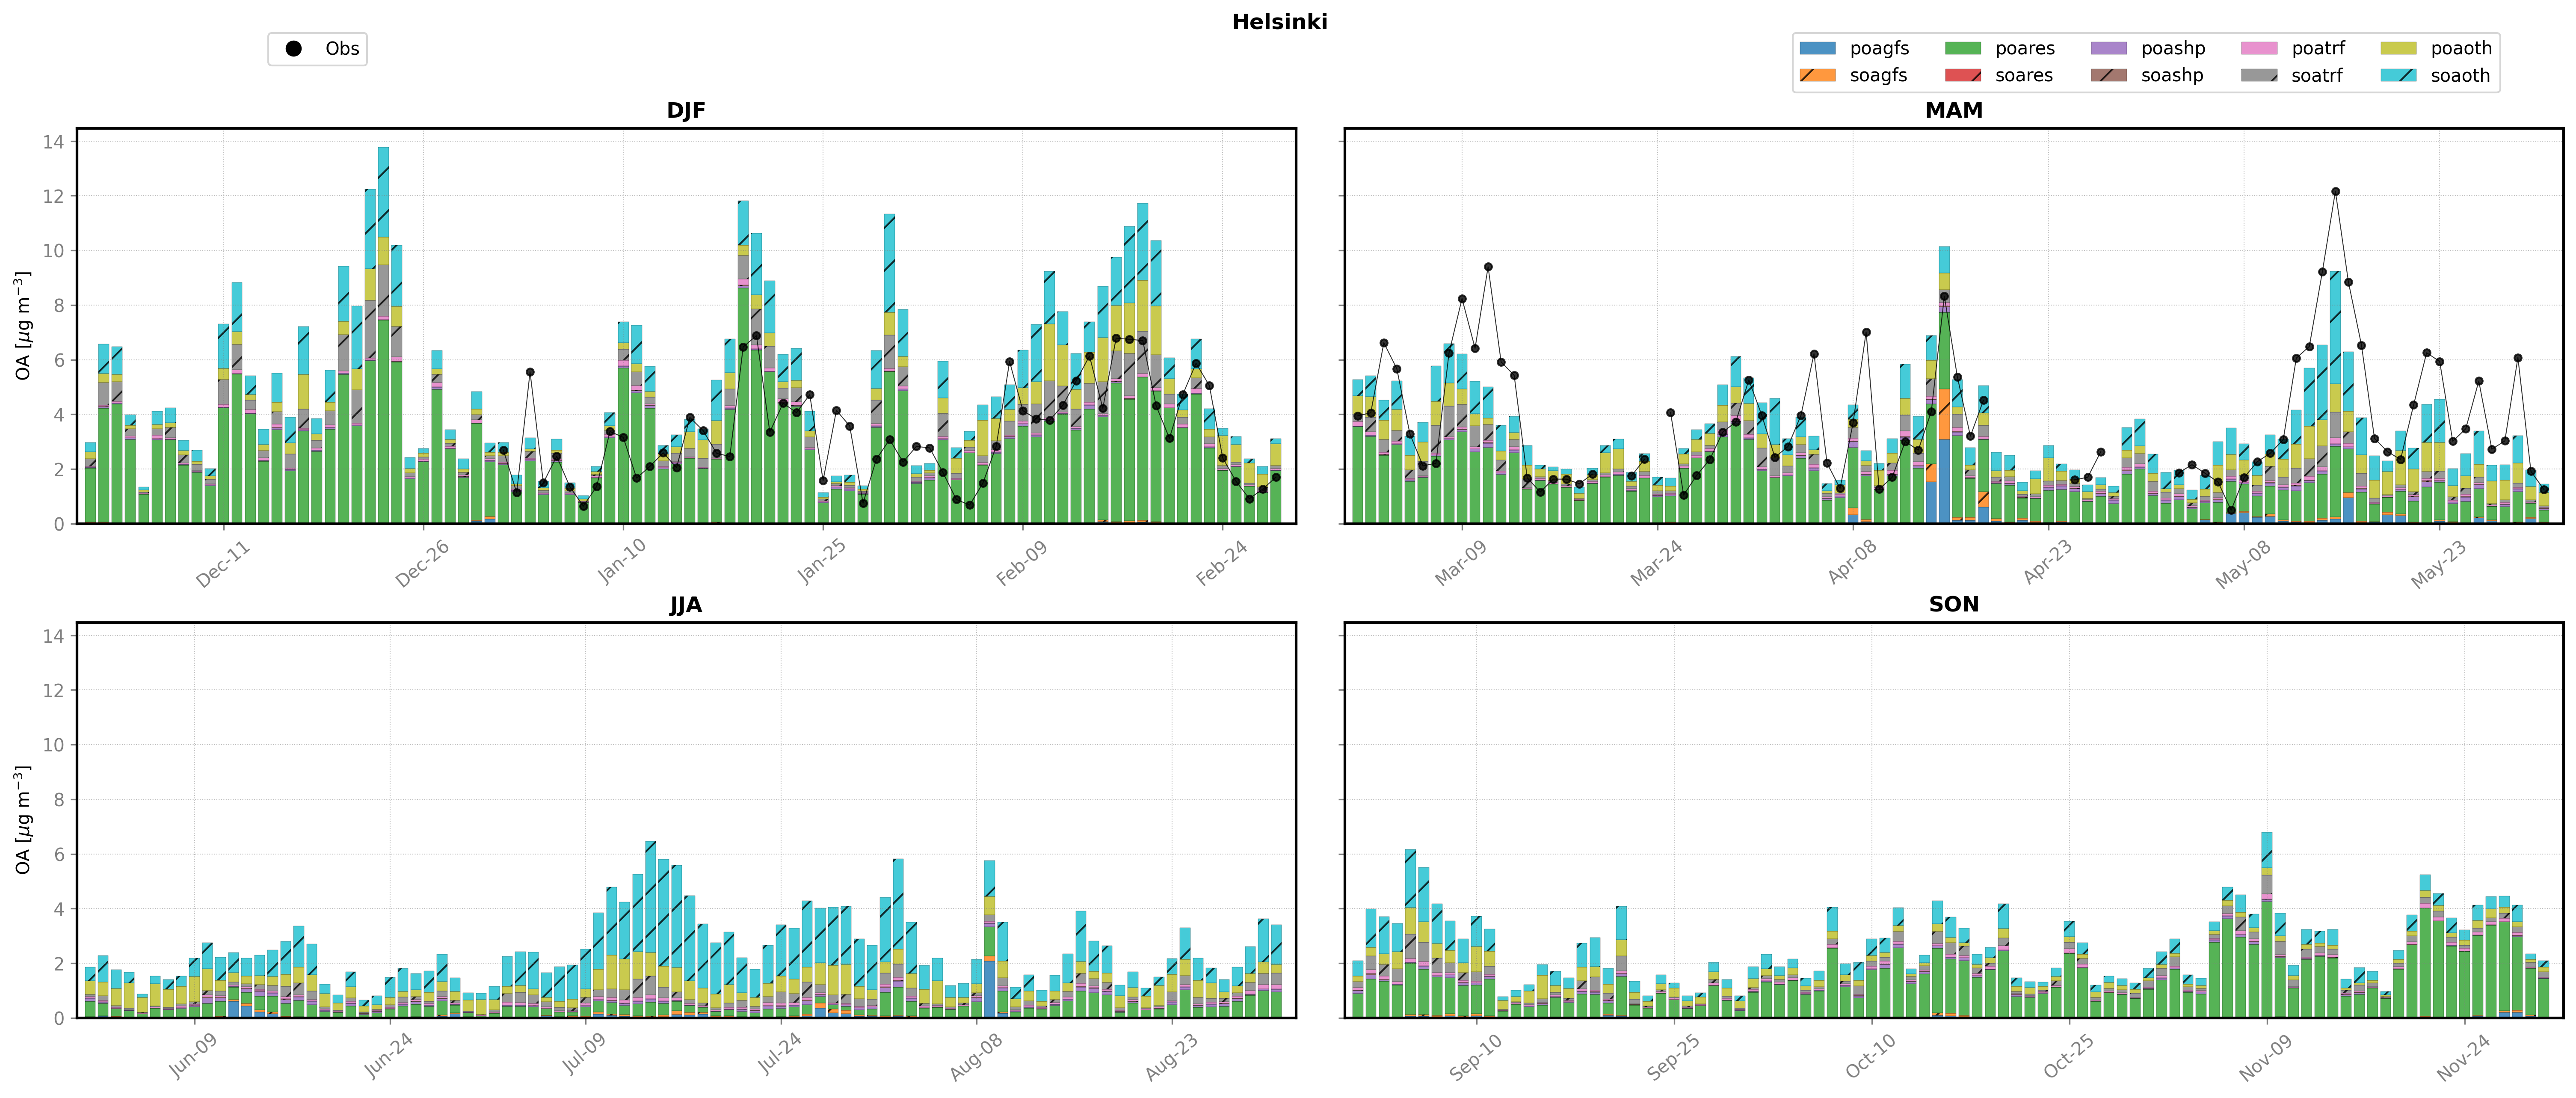 Helsinki
Obs
poagfs poares poashp poatrf poaoth
soagfs soares soashp soatrf soaoth
DJF
MAM
14
12
10
8
6
4
2
0
OA [μg m⁻³]
Dec-11 Dec-26 Jan-10 Jan-25 Feb-09 Feb-24
Mar-09 Mar-24 Apr-08 Apr-23 May-08 May-23
JJA
SON
14
12
10
8
6
4
2
0
OA [μg m⁻³]
Jun-09 Jun-24 Jul-09 Jul-24 Aug-08 Aug-23
Sep-10 Sep-25 Oct-10 Oct-25 Nov-09 Nov-24